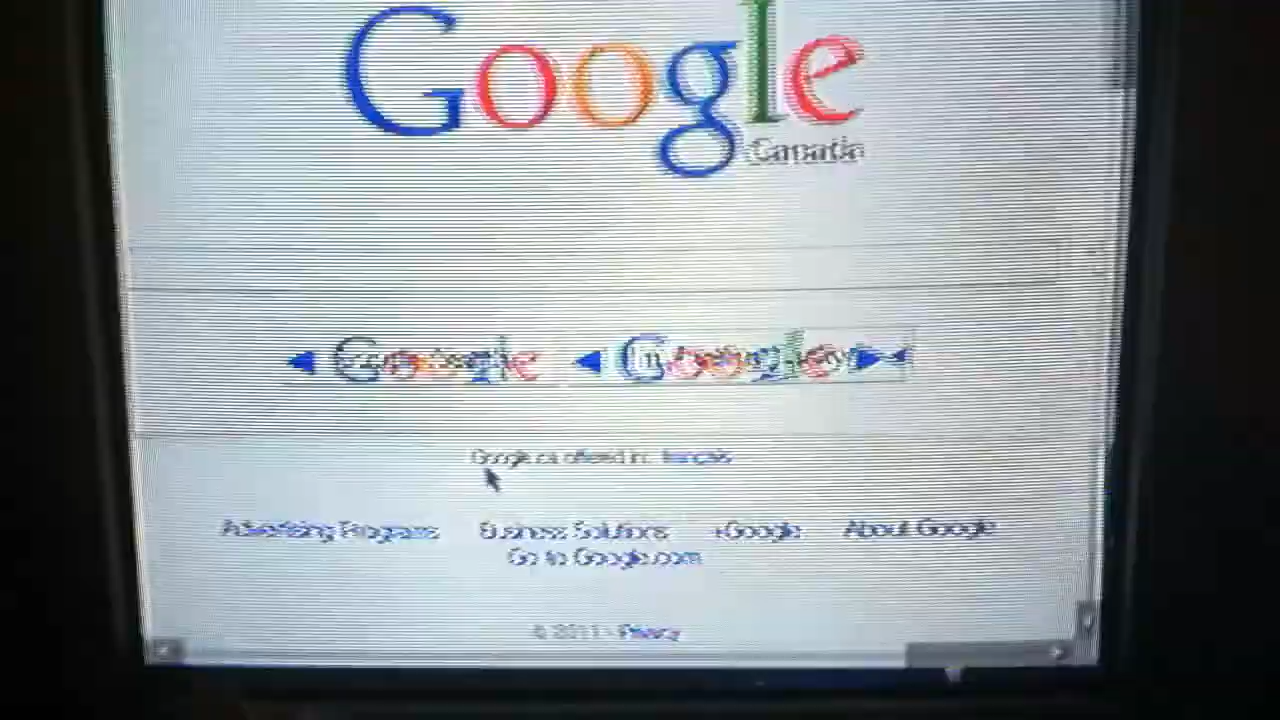 Google
Canada
Google.ca offered in: français
Advertising Programs Business Solutions +Google About Google
Go to Google.com
© 2011 - Privacy